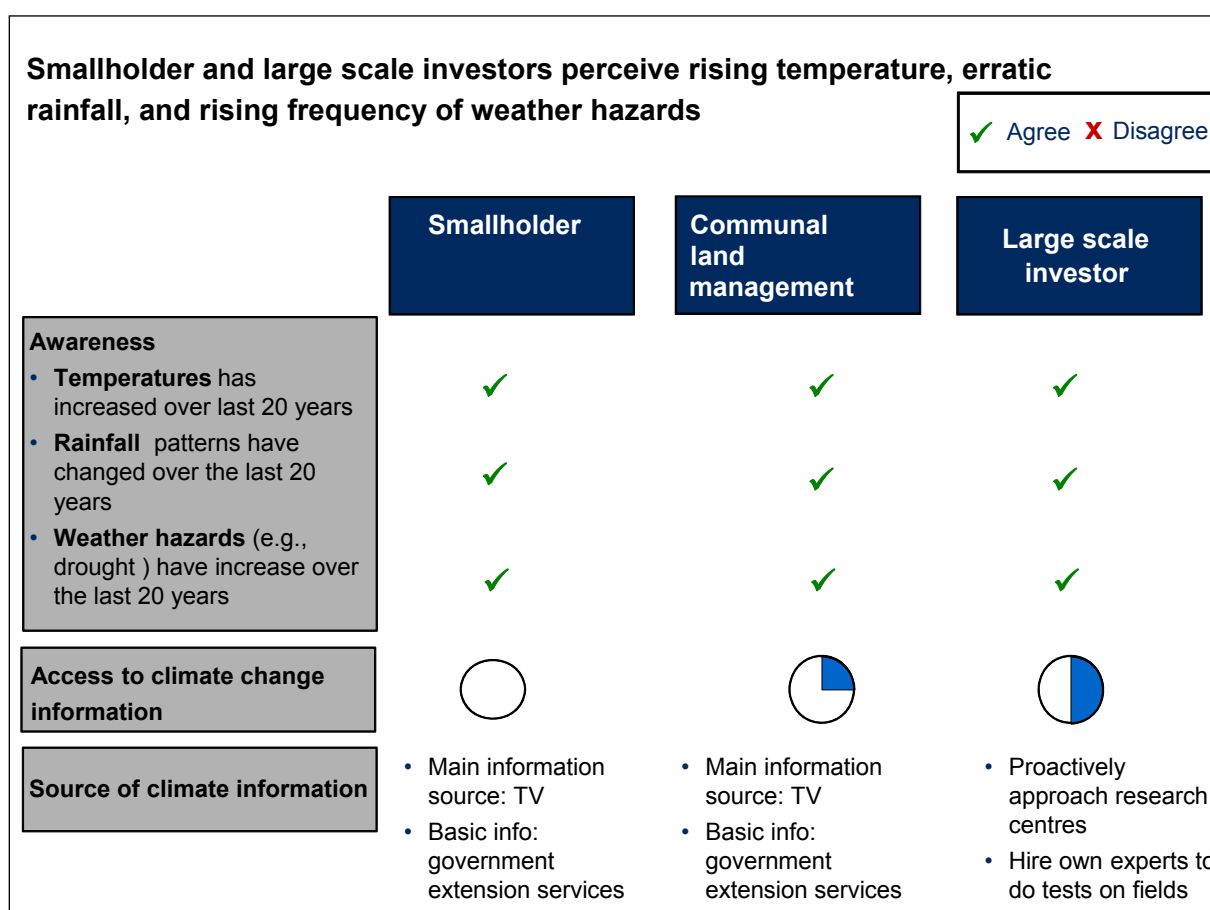 Smallholder and large scale investors perceive rising temperature, erratic
rainfall, and rising frequency of weather hazards
✓ Agree X Disagree
Smallholder
Communal
land
management
Large scale
investor
Awareness
• Temperatures has
increased over last 20 years
• Rainfall patterns have
changed over the last 20
years
• Weather hazards (e.g.,
drought ) have increase over
the last 20 years
Access to climate change
information
Source of climate information
• Main information
source: TV
• Basic info:
government
extension services
• Main information
source: TV
• Basic info:
government
extension services
• Proactively
approach research
centres
• Hire own experts
do tests on fields